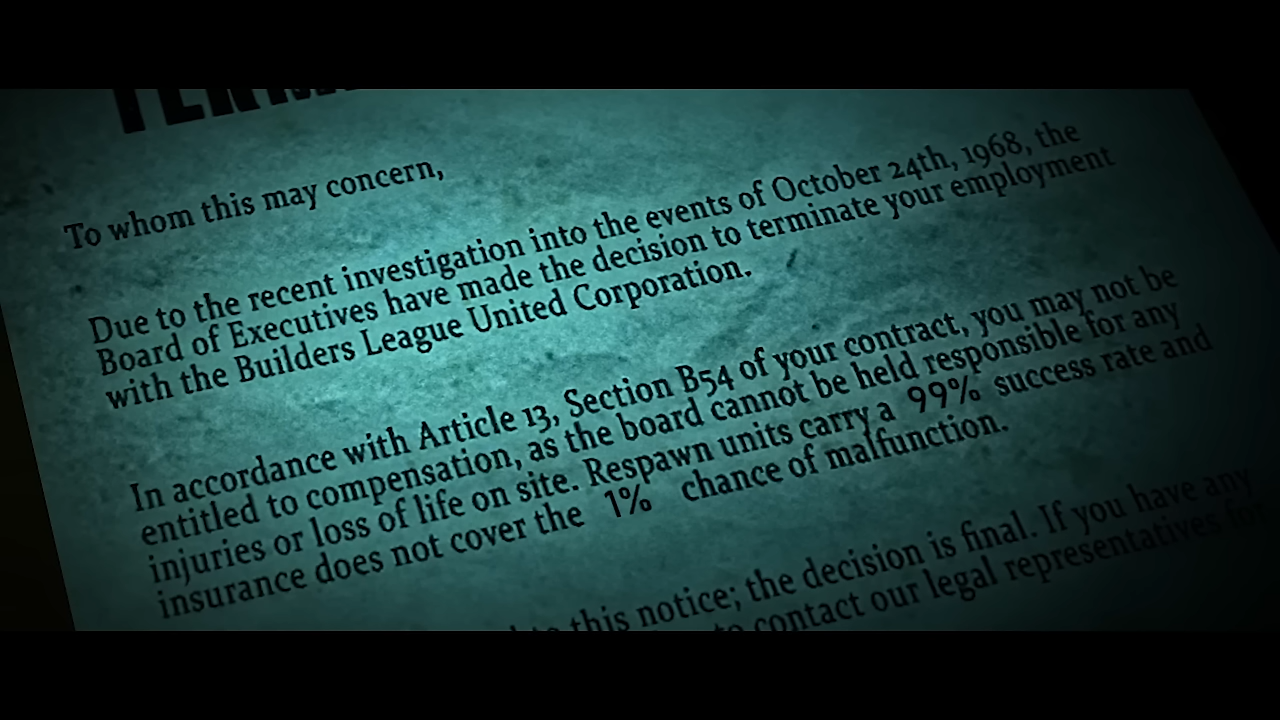 To whom this may concern,
Due to the recent investigation into the events of October 24th, 1968, the
Board of Executives have made the decision to terminate your employment
with the Builders League United Corporation.
In accordance with Article 13, Section B54 of your contract, you may not be
entitled to compensation, as the board cannot be held responsible for any
injuries or loss of life on site. Respawn units carry a 99% success rate and
insurance does not cover the 1% chance of malfunction.
this notice; the decision is final. If you have any
to contact our legal representatives for